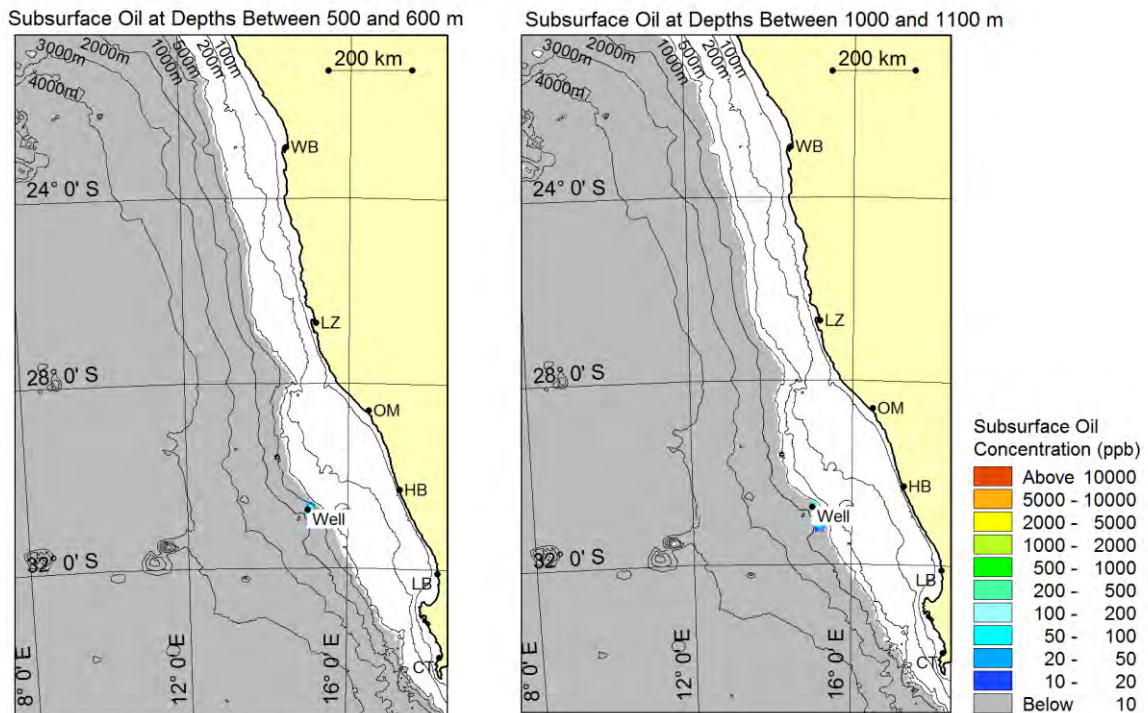 Subsurface Oil at Depths Between 500 and 600 m
3000m
2000m
1000m
500m
200m
100m
4000m
200 km
WB
24° 0' S
LZ
28° 0' S
OM
HB
Well
32° 0' S
LB
CT
8° 0' E
12° 0' E
16° 0' E
Subsurface Oil at Depths Between 1000 and 1100 m
3000m
2000m
1000m
500m
200m
100m
4000m
200 km
WB
24° 0' S
LZ
28° 0' S
OM
HB
Well
32° 0' S
LB
CT
8° 0' E
12° 0' E
16° 0' E
Subsurface Oil
Concentration (ppb)
Above 10000
5000 - 10000
2000 - 5000
1000 - 2000
500 - 1000
200 - 500
100 - 200
50 - 100
20 - 50
10 - 20
Below 10